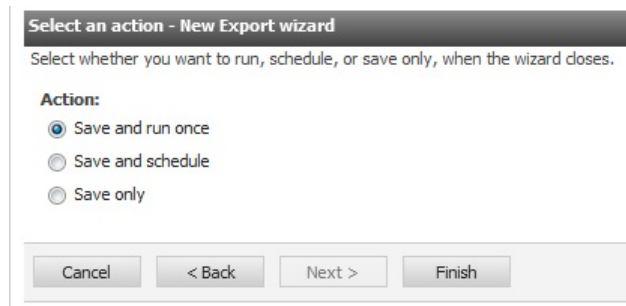 Select an action - New Export wizard
Select whether you want to run, schedule, or save only, when the wizard closes.
Action:
Save and run once
Save and schedule
Save only
Cancel
< Back
Next >
Finish